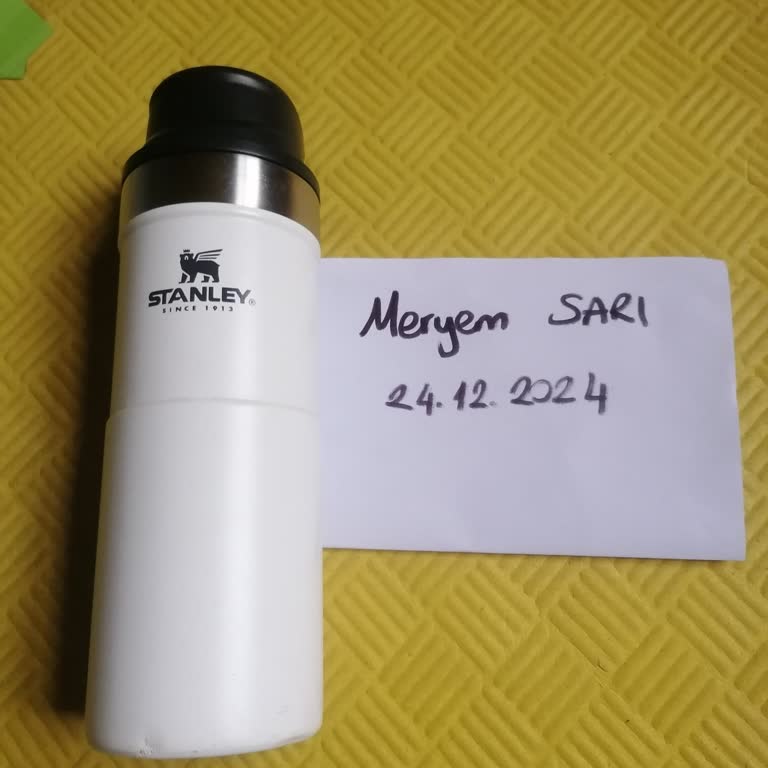 STANLEY®
SINCE 1913
Meryem SARI
24.12.2024